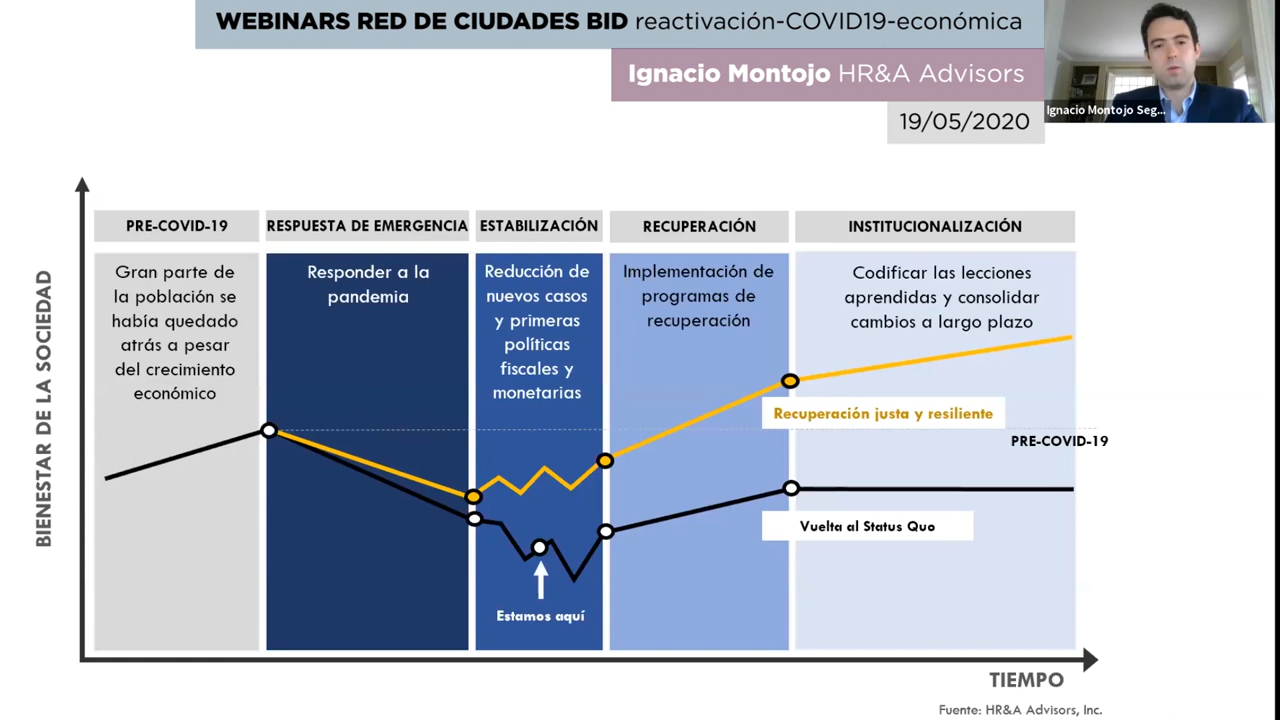 WEBINARS RED DE CIUDADES BID reactivación-COVID19-económica
Ignacio Montojo HR&A Advisors
Ignacio Montojo Seg...
19/05/2020
PRE-COVID-19
RESPUESTA DE EMERGENCIA
ESTABILIZACIÓN
RECUPERACIÓN
INSTITUCIONALIZACIÓN
Gran parte de
la población se
había quedado
atrás a pesar
del crecimiento
económico
Responder a la
pandemia
Reducción de
nuevos casos
y primeras
políticas
fiscales y
monetarias
Implementación de
programas de
recuperación
Codificar las lecciones
aprendidas y consolidar
cambios a largo plazo
BIENESTAR DE LA SOCIEDAD
Recuperación justa y resiliente
PRE-COVID-19
Vuelta al Status Quo
Estamos aquí
TIEMPO
Fuente: HR&A Advisors, Inc.